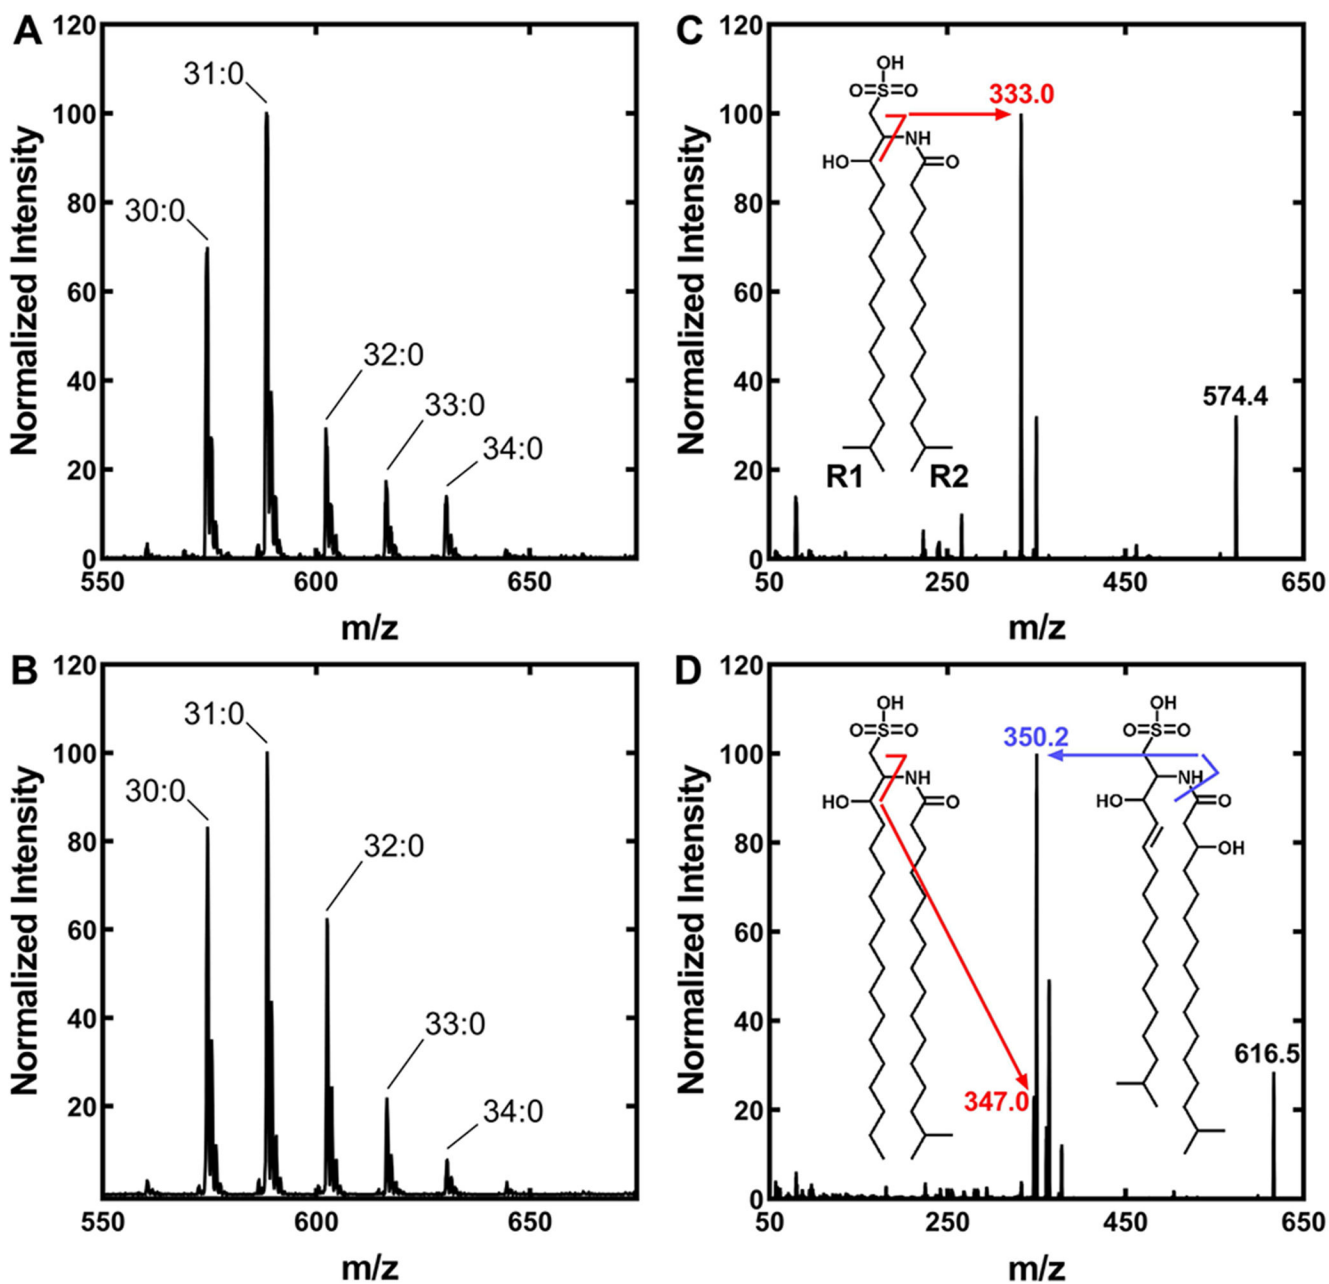 A
120
100
80
60
40
20
0
Normalized Intensity
30:0
31:0
32:0
33:0
34:0
550
600
650
m/z
C
120
100
80
60
40
20
0
Normalized Intensity
OH
O=S=O
NH
HO
O
R1
R2
333.0
574.4
50
250
450
650
m/z
B
120
100
80
60
40
20
Normalized Intensity
30:0
31:0
32:0
33:0
34:0
550
600
650
m/z
D
120
100
80
60
40
20
0
Normalized Intensity
OH
O=S=O
NH
HO
O
347.0
350.2
OH
O=S=O
NH
HO
O
OH
616.5
50
250
450
650
m/z